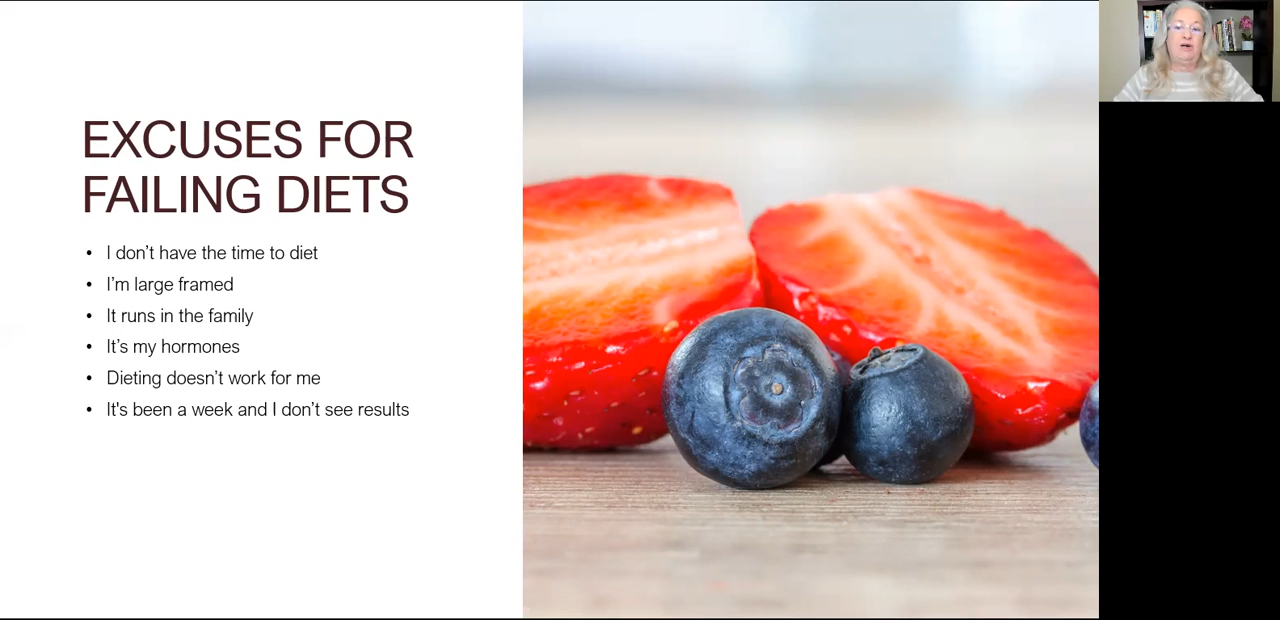 EXCUSES FOR
FAILING DIETS
• I don’t have the time to diet
• I’m large framed
• It runs in the family
• It’s my hormones
• Dieting doesn’t work for me
• It's been a week and I don’t see results